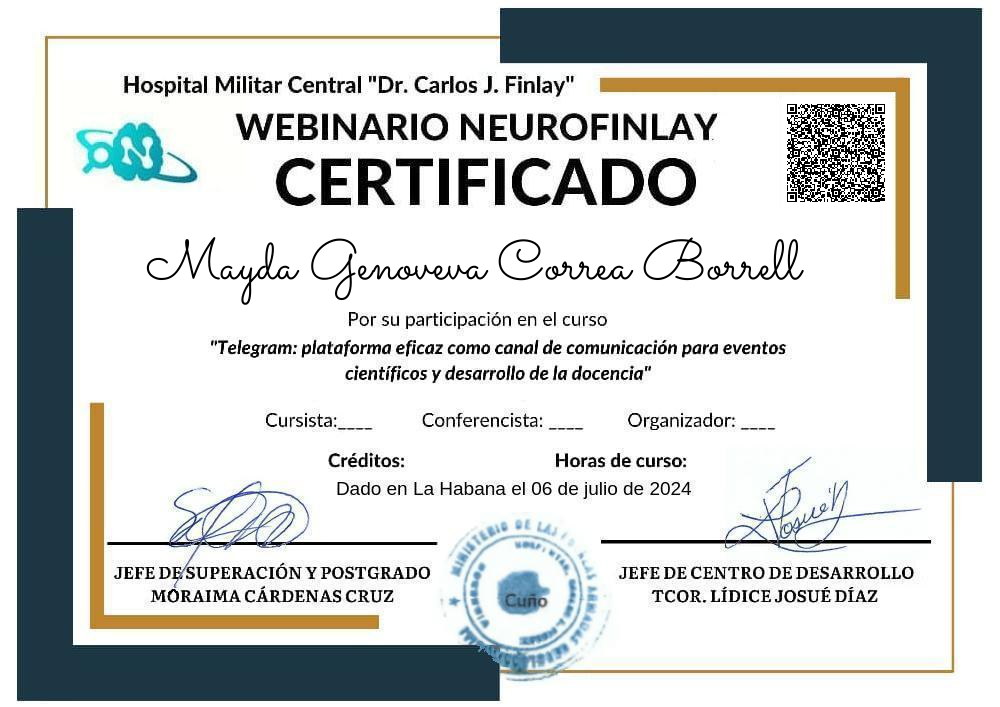 Hospital Militar Central "Dr. Carlos J. Finlay"
WEBINARIO NEUROFINLAY
CERTIFICADO
Mayda Genoveva Correa Borrell
Por su participación en el curso
"Telegram: plataforma eficaz como canal de comunicación para eventos
científicos y desarrollo de la docencia"
Cursista:____ Conferencista: ____ Organizador: ____
Créditos: Horas de curso:
Dado en La Habana el 06 de julio de 2024
JEFE DE SUPERACIÓN Y POSTGRADO
MORAIMA CÁRDENAS CRUZ
JEFE DE CENTRO DE DESARROLLO
TCOR. LÍDICE JOSUÉ DÍAZ
MINISTERIO DE LAS
Cuño